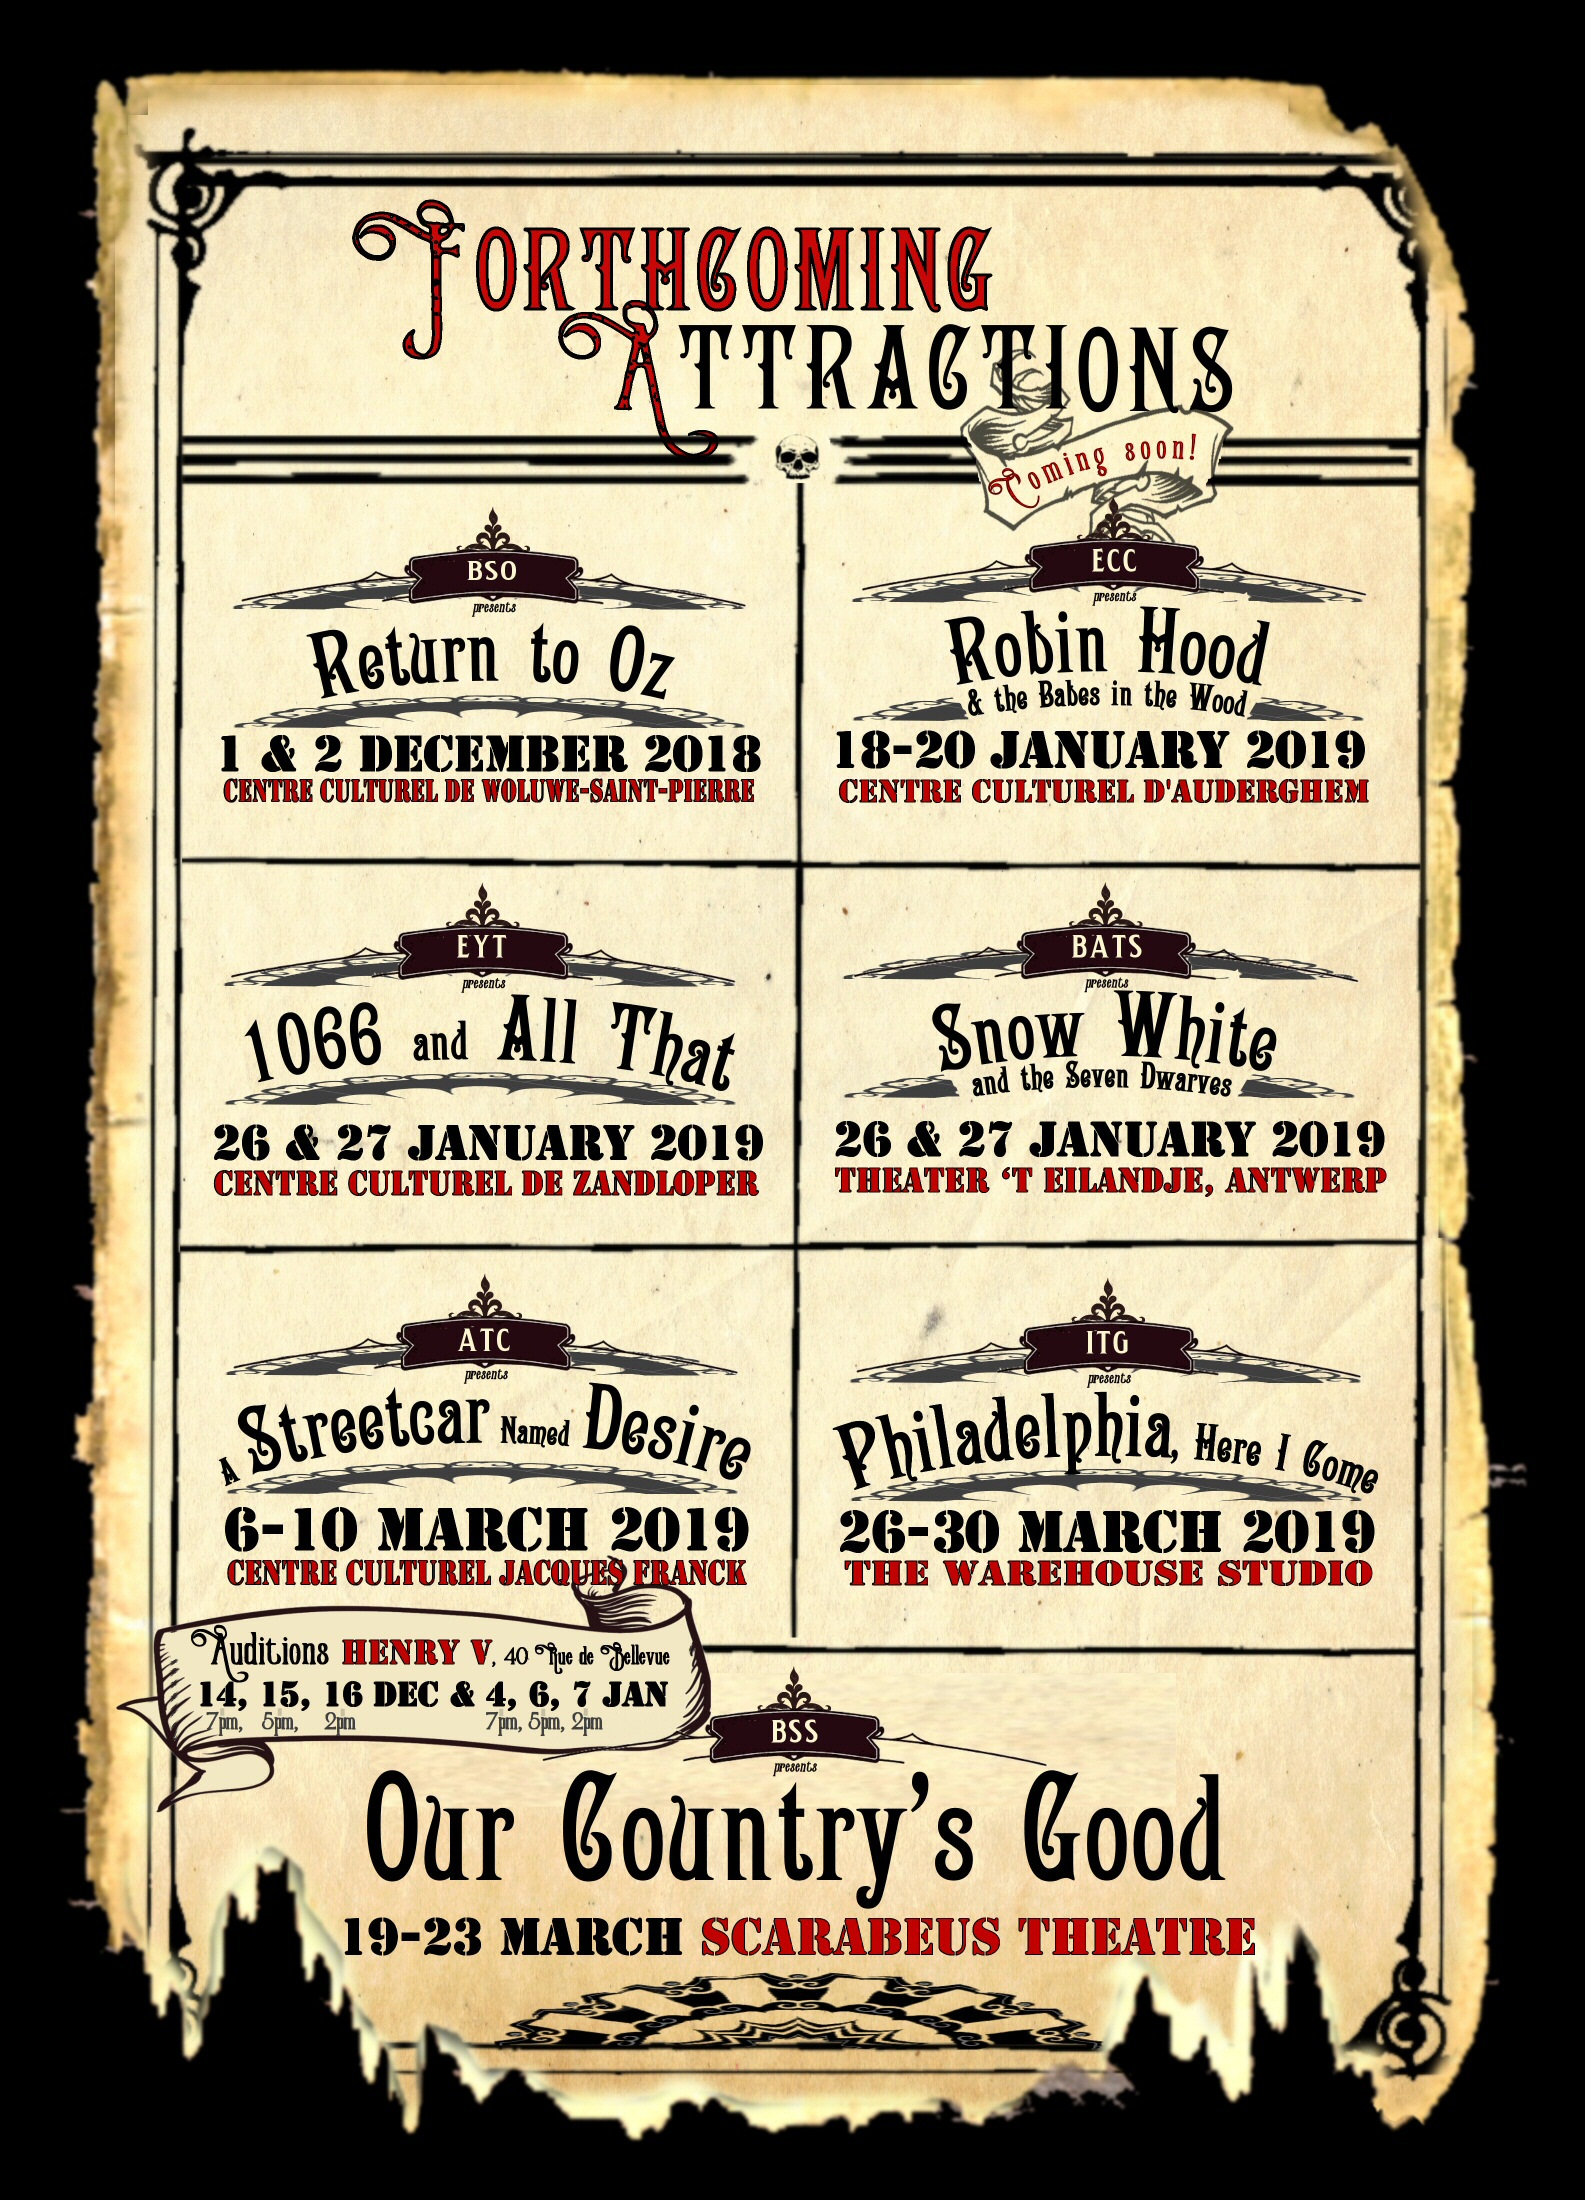 FORTHCOMING
ATTRACTIONS
Coming soon!
BSO
presents
Return to Oz
1 & 2 DECEMBER 2018
CENTRE CULTUREL DE WOLUWE-SAINT-PIERRE
ECC
presents
Robin Hood
& the Babes in the Wood
18-20 JANUARY 2019
CENTRE CULTUREL D'AUDERGHEM
EYT
presents
1066 and All That
26 & 27 JANUARY 2019
CENTRE CULTUREL DE ZANDLOPER
BATS
presents
Snow White
and the Seven Dwarves
26 & 27 JANUARY 2019
THEATER ‘T EILANDJE, ANTWERP
ATC
presents
A Streetcar Named Desire
6-10 MARCH 2019
CENTRE CULTUREL JACQUES FRANCK
ITG
presents
Philadelphia, Here I Come
26-30 MARCH 2019
THE WAREHOUSE STUDIO
Auditions HENRY V, 40 Rue de Bellevue
14, 15, 16 DEC & 4, 6, 7 JAN
7pm, 5pm, 2pm 7pm, 5pm, 2pm
BSS
presents
Our Country's Good
19-23 MARCH SCARABEUS THEATRE